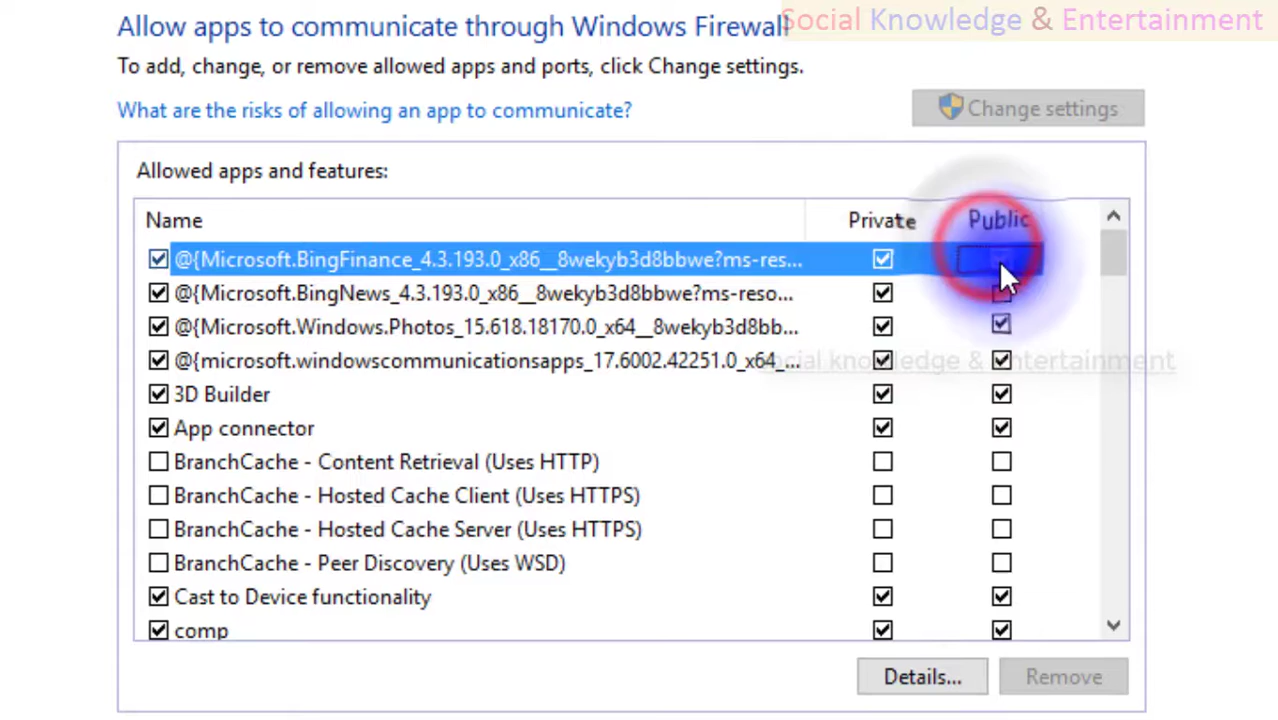 Allow apps to communicate through Windows Firewall
Social Knowledge & Entertainment
To add, change, or remove allowed apps and ports, click Change settings.
What are the risks of allowing an app to communicate?
Change settings
Allowed apps and features:
Name Private Public
@{Microsoft.BingFinance_4.3.193.0_x86__8wekyb3d8bbwe?ms-res...
@{Microsoft.BingNews_4.3.193.0_x86__8wekyb3d8bbwe?ms-reso...
@{Microsoft.Windows.Photos_15.618.18170.0_x64__8wekyb3d8bb...
@{microsoft.windowscommunicationsapps_17.6002.42251.0_x64_...
social knowledge & Entertainment
3D Builder
App connector
BranchCache - Content Retrieval (Uses HTTP)
BranchCache - Hosted Cache Client (Uses HTTPS)
BranchCache - Hosted Cache Server (Uses HTTPS)
BranchCache - Peer Discovery (Uses WSD)
Cast to Device functionality
comp
Details... Remove